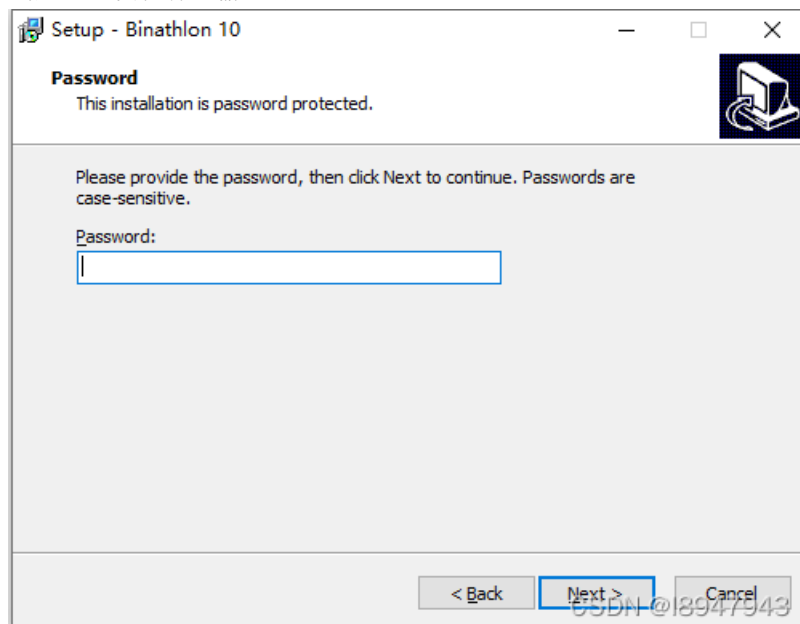 Setup - Binathlon 10
Password
This installation is password protected.
Please provide the password, then click Next to continue. Passwords are
case-sensitive.
Password:
< Back
Next >
Cancel
CSDN @l8947943